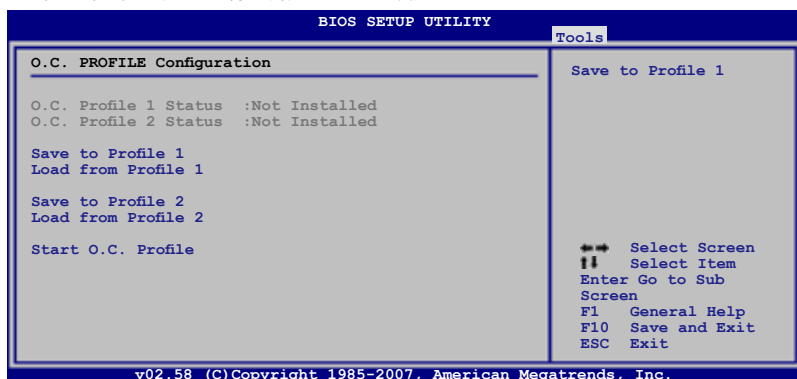 BIOS SETUP UTILITY
Tools
O.C. PROFILE Configuration
O.C. Profile 1 Status :Not Installed
O.C. Profile 2 Status :Not Installed
Save to Profile 1
Load from Profile 1
Save to Profile 2
Load from Profile 2
Start O.C. Profile
Save to Profile 1
Select Screen
Select Item
Enter Go to Sub
Screen
F1 General Help
F10 Save and Exit
ESC Exit
v02.58 (C)Copyright 1985-2007, American Megatrends, Inc.